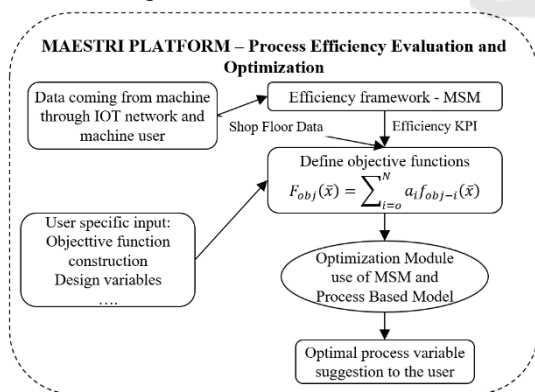 MAESTRI PLATFORM – Process Efficiency Evaluation and
Optimization
Data coming from machine
through IOT network and
machine user
Efficiency framework - MSM
Shop Floor Data
Efficiency KPI
Define objective functions
F_obj(x̄) = ∑_{i=o}^{N} a_i f_{obj-i}(x̄)
User specific input:
Objecttive function
construction
Design variables
….
Optimization Module
use of MSM and
Process Based Model
Optimal process variable
suggestion to the user